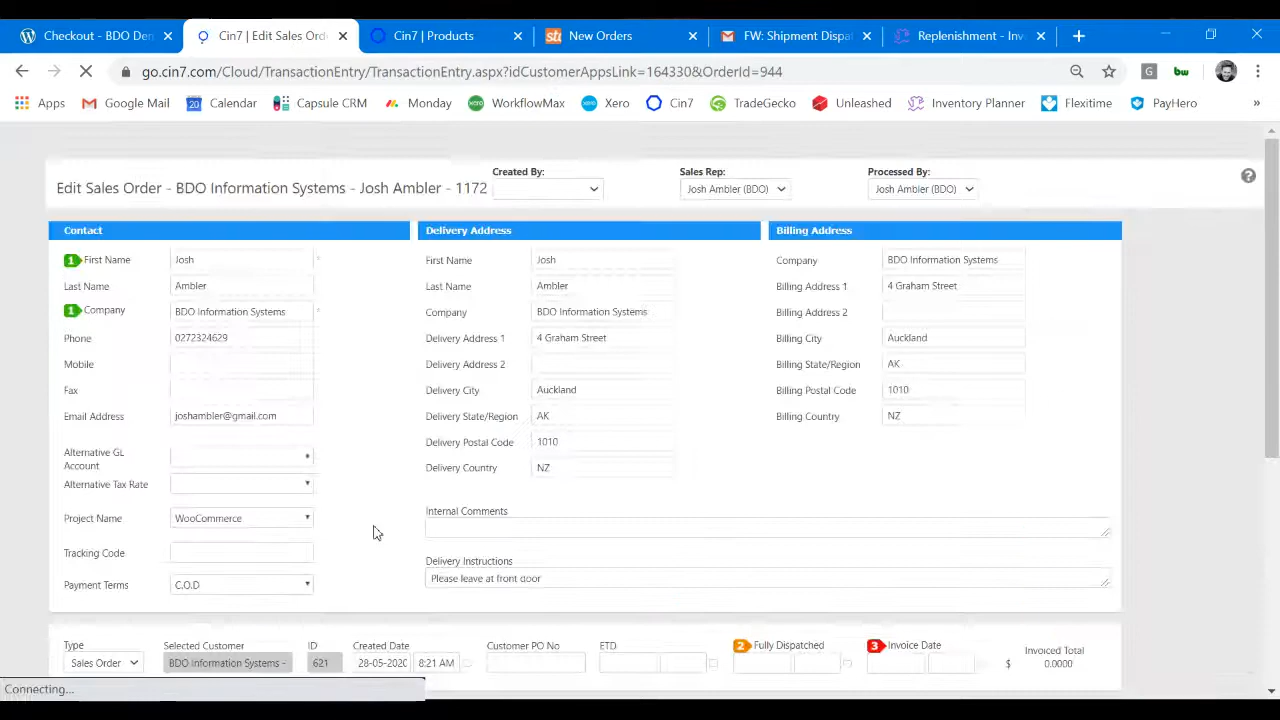 Checkout - BDO Den
Cin7 | Edit Sales Ord
Cin7 | Products
New Orders
FW: Shipment Dispat
Replenishment - Inv
go.cin7.com/Cloud/TransactionEntry/TransactionEntry.aspx?idCustomerAppsLink=164330&OrderId=944
Apps Google Mail Calendar Capsule CRM Monday WorkflowMax Xero Cin7 TradeGecko Unleashed Inventory Planner Flexitime PayHero »
Created By: Sales Rep: Processed By:
Edit Sales Order - BDO Information Systems - Josh Ambler - 1172 Josh Ambler (BDO) Josh Ambler (BDO)
Contact
1 First Name Josh
Last Name Ambler
1 Company BDO Information Systems
Phone 0272324629
Mobile
Fax
Email Address joshambler@gmail.com
Alternative GL
Account
Alternative Tax Rate
Project Name WooCommerce
Tracking Code
Payment Terms C.O.D
Delivery Address
First Name Josh
Last Name Ambler
Company BDO Information Systems
Delivery Address 1 4 Graham Street
Delivery Address 2
Delivery City Auckland
Delivery State/Region AK
Delivery Postal Code 1010
Delivery Country NZ
Billing Address
Company BDO Information Systems
Billing Address 1 4 Graham Street
Billing Address 2
Billing City Auckland
Billing State/Region AK
Billing Postal Code 1010
Billing Country NZ
Internal Comments
Delivery Instructions
Please leave at front door
Type Selected Customer ID Created Date Customer PO No ETD 2 Fully Dispatched 3 Invoice Date Invoiced Total
Sales Order BDO Information Systems - 621 28-05-2020 8:21 AM $ 0.0000
Connecting...